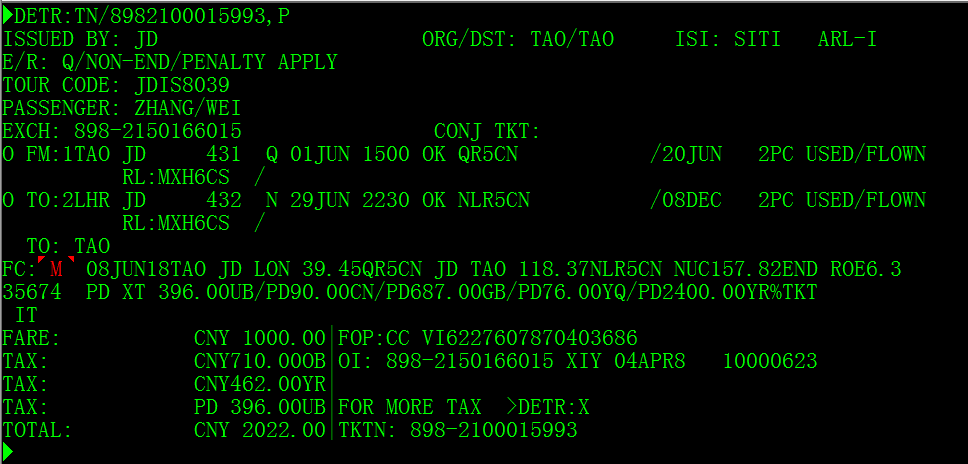 DETR:TN/8982100015993,P
ISSUED BY: JD ORG/DST: TAO/TAO ISI: SITI ARL-I
E/R: Q/NON-END/PENALTY APPLY
TOUR CODE: JDIS8039
PASSENGER: ZHANG/WEI
EXCH: 898-2150166015 CONJ TKT:
O FM:1TAO JD 431 Q 01JUN 1500 OK QR5CN /20JUN 2PC USED/FLOWN
RL:MXH6CS /
O TO:2LHR JD 432 N 29JUN 2230 OK NLR5CN /08DEC 2PC USED/FLOWN
RL:MXH6CS /
TO: TAO
FC: M 08JUN18TAO JD LON 39.45QR5CN JD TAO 118.37NLR5CN NUC157.82END ROE6.3
35674 PD XT 396.00UB/PD90.00CN/PD687.00GB/PD76.00YQ/PD2400.00YR%TKT
IT
FARE: CNY 1000.00|FOP:CC VI6227607870403686
TAX: CNY710.00OB|OI: 898-2150166015 XIY 04APR8 10000623
TAX: CNY462.00YR|
TAX: PD 396.00UB|FOR MORE TAX >DETR:X
TOTAL: CNY 2022.00|TKTN: 898-2100015993